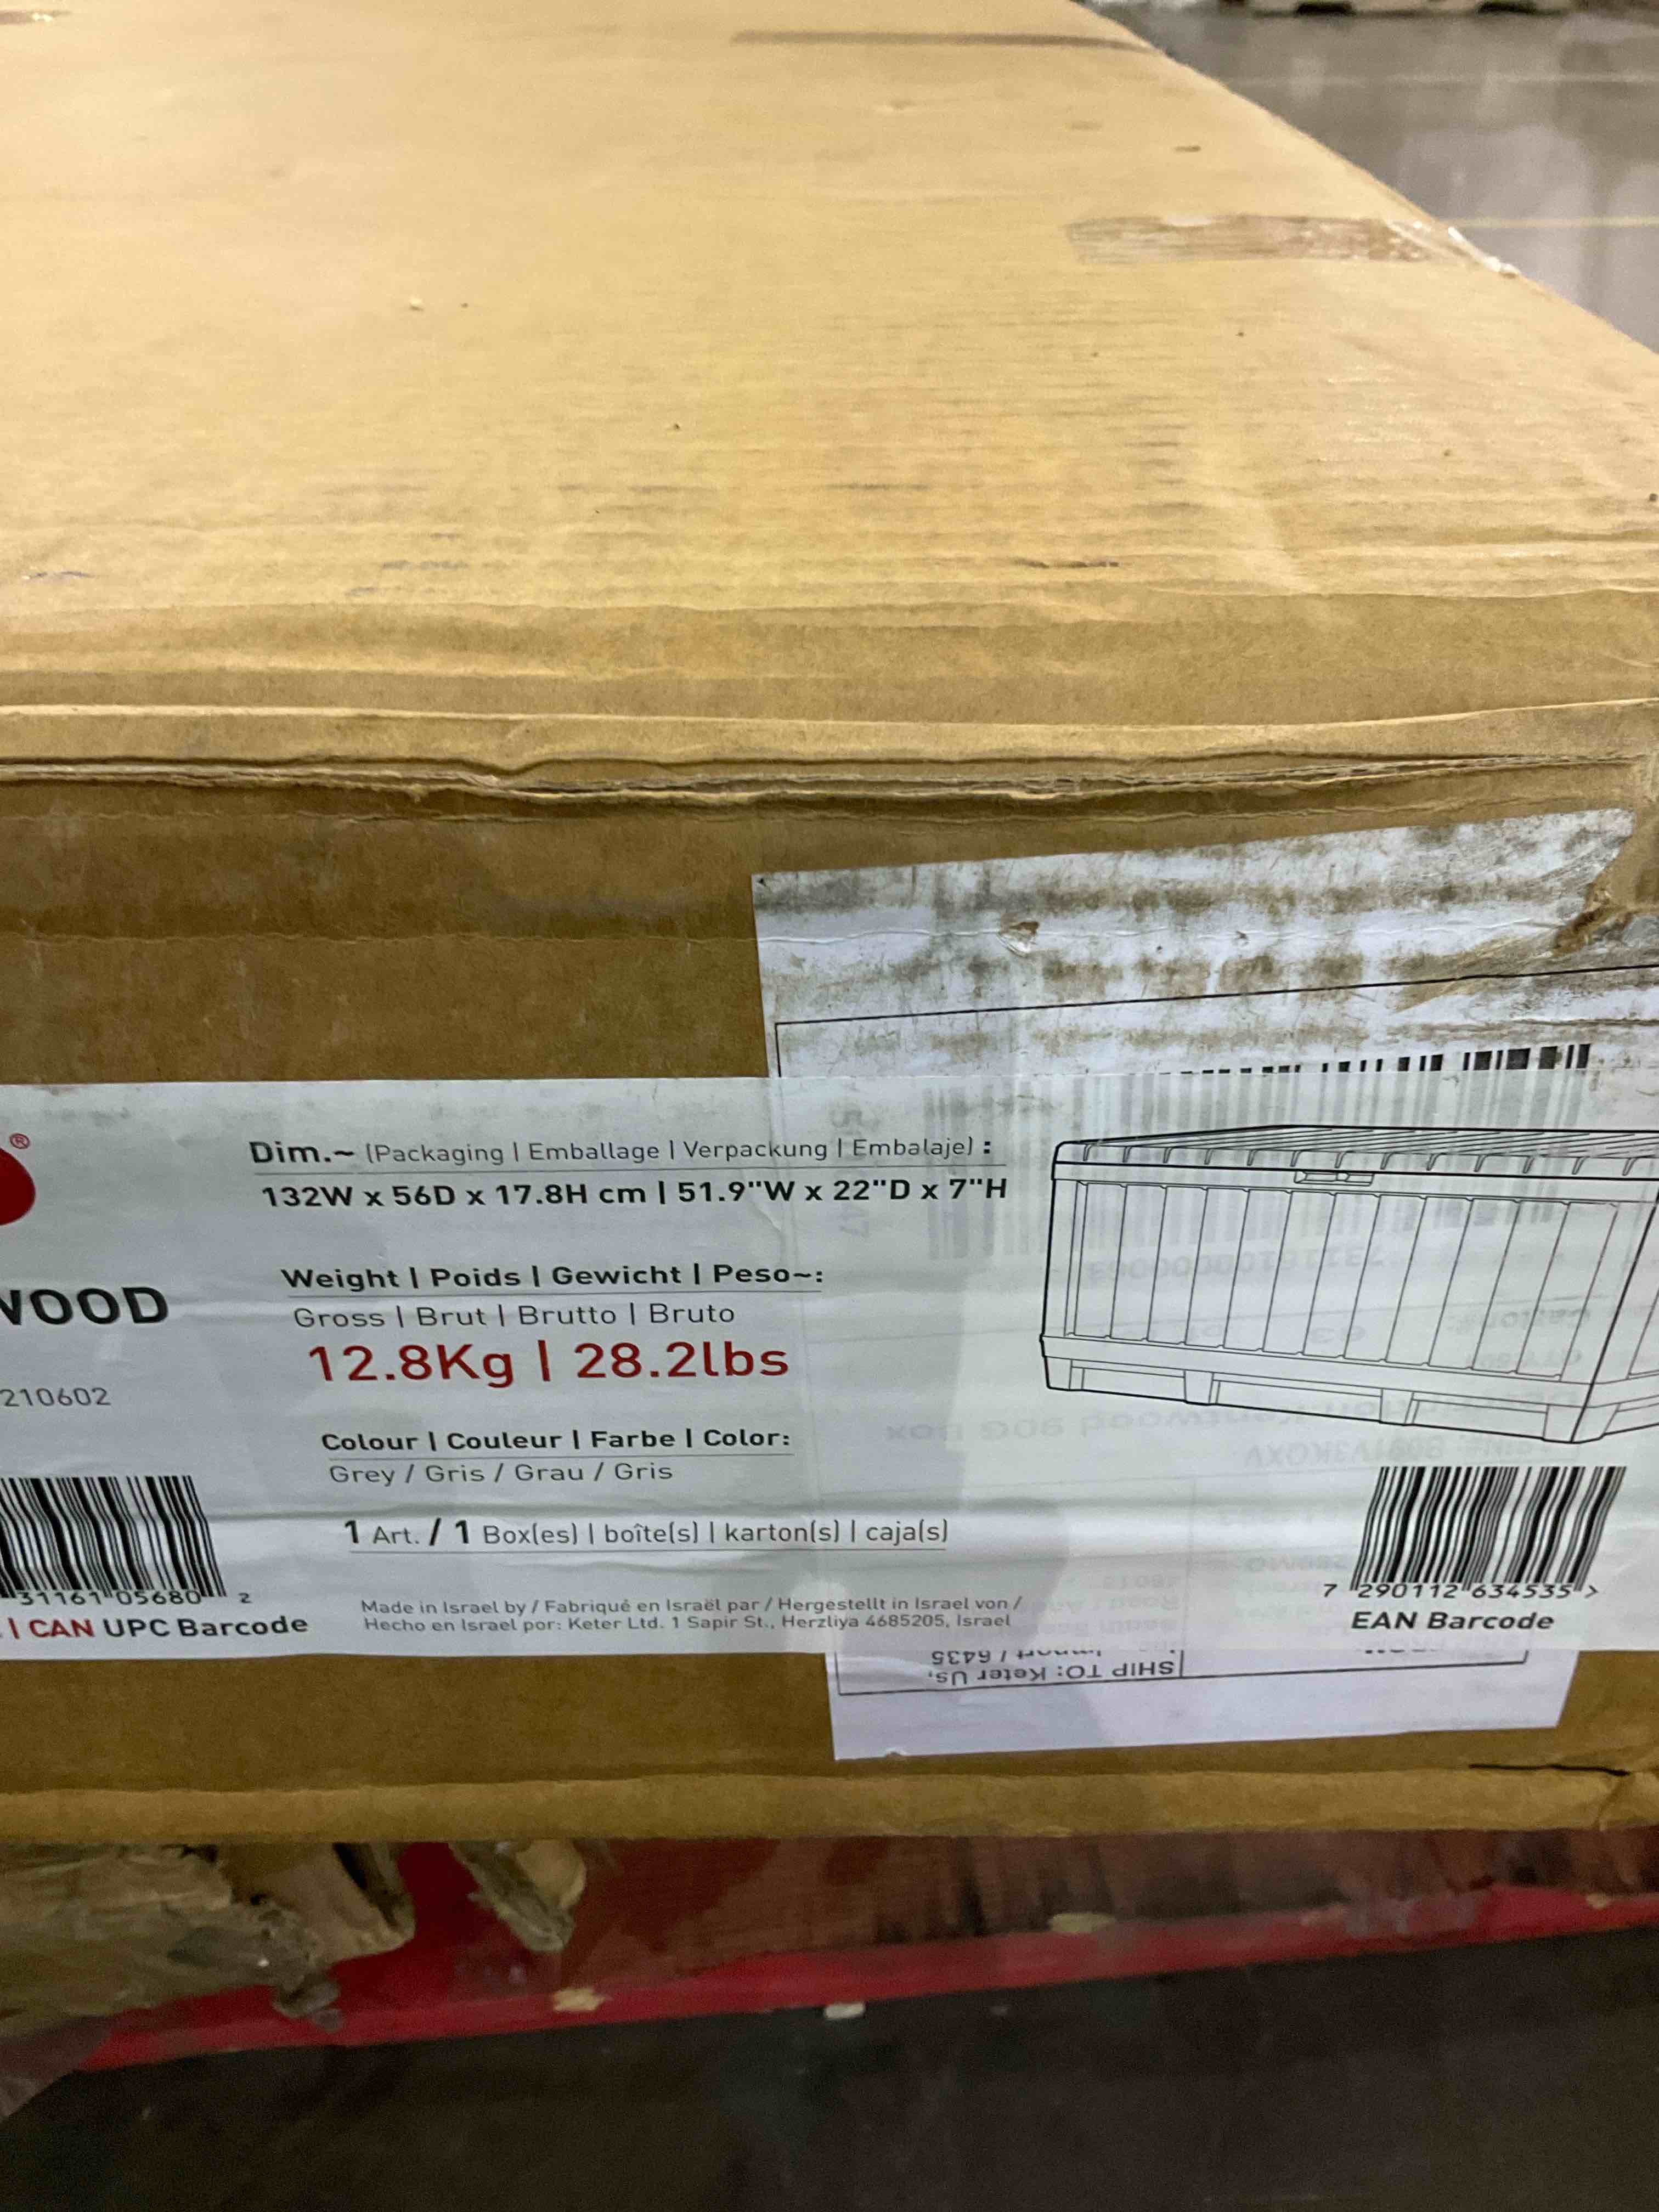 ®
Dim.~ (Packaging | Emballage | Verpackung | Embalaje) :
132W x 56D x 17.8H cm | 51.9"W x 22"D x 7"H
Weight | Poids | Gewicht | Peso~:
Gross | Brut | Brutto | Bruto
12.8Kg | 28.2lbs
WOOD
210602
Colour | Couleur | Farbe | Color:
Grey / Gris / Grau / Gris
1 Art. / 1 Box(es) | boîte(s) | karton(s) | caja(s)
31161 05680 2
| CAN UPC Barcode
Made in Israel by / Fabriqué en Israël par / Hergestellt in Israel von /
Hecho en Israel por: Keter Ltd. 1 Sapir St., Herzliya 4685205, Israel
7 290112 634535 >
EAN Barcode
SHIP TO: Keter Us,
Import / 6435